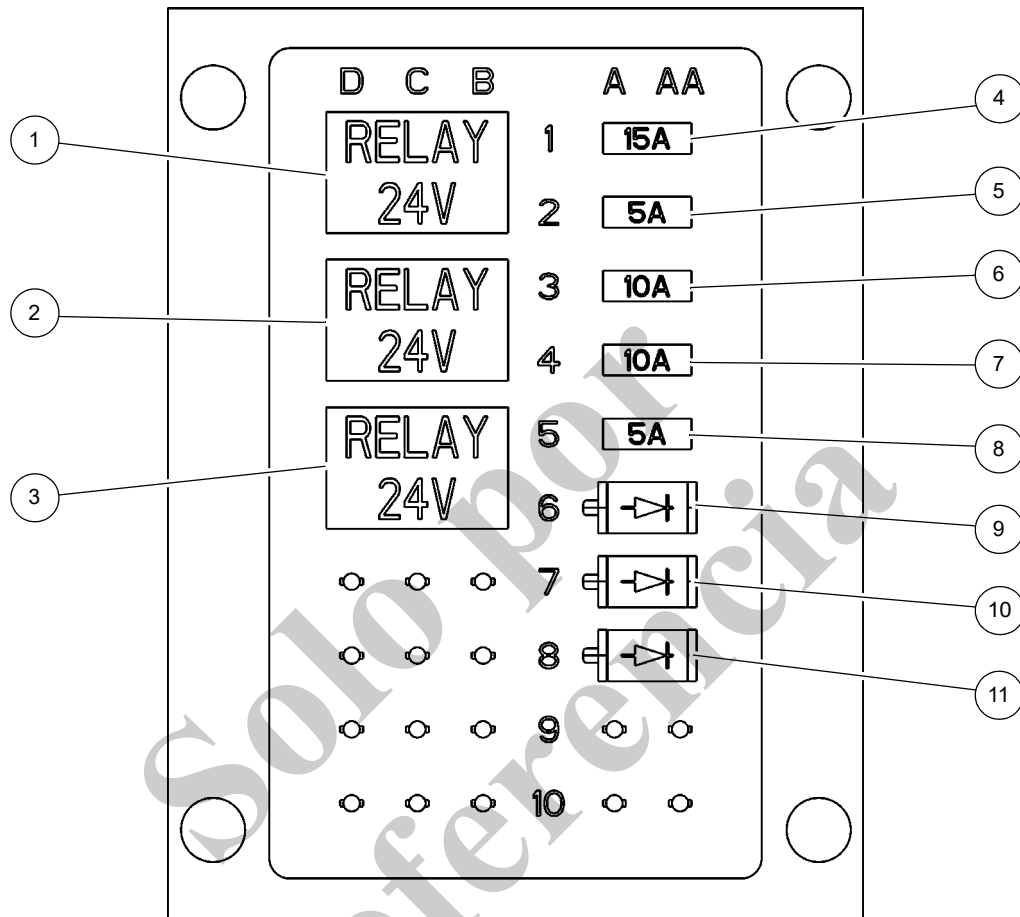 D C B A AA
1 RELAY 24V 1 15A 4
2 5A 5
2 RELAY 24V 3 10A 6
4 10A 7
3 RELAY 24V 5 5A 8
6 9
7 10
8 11
9
10
Solo por
referencia